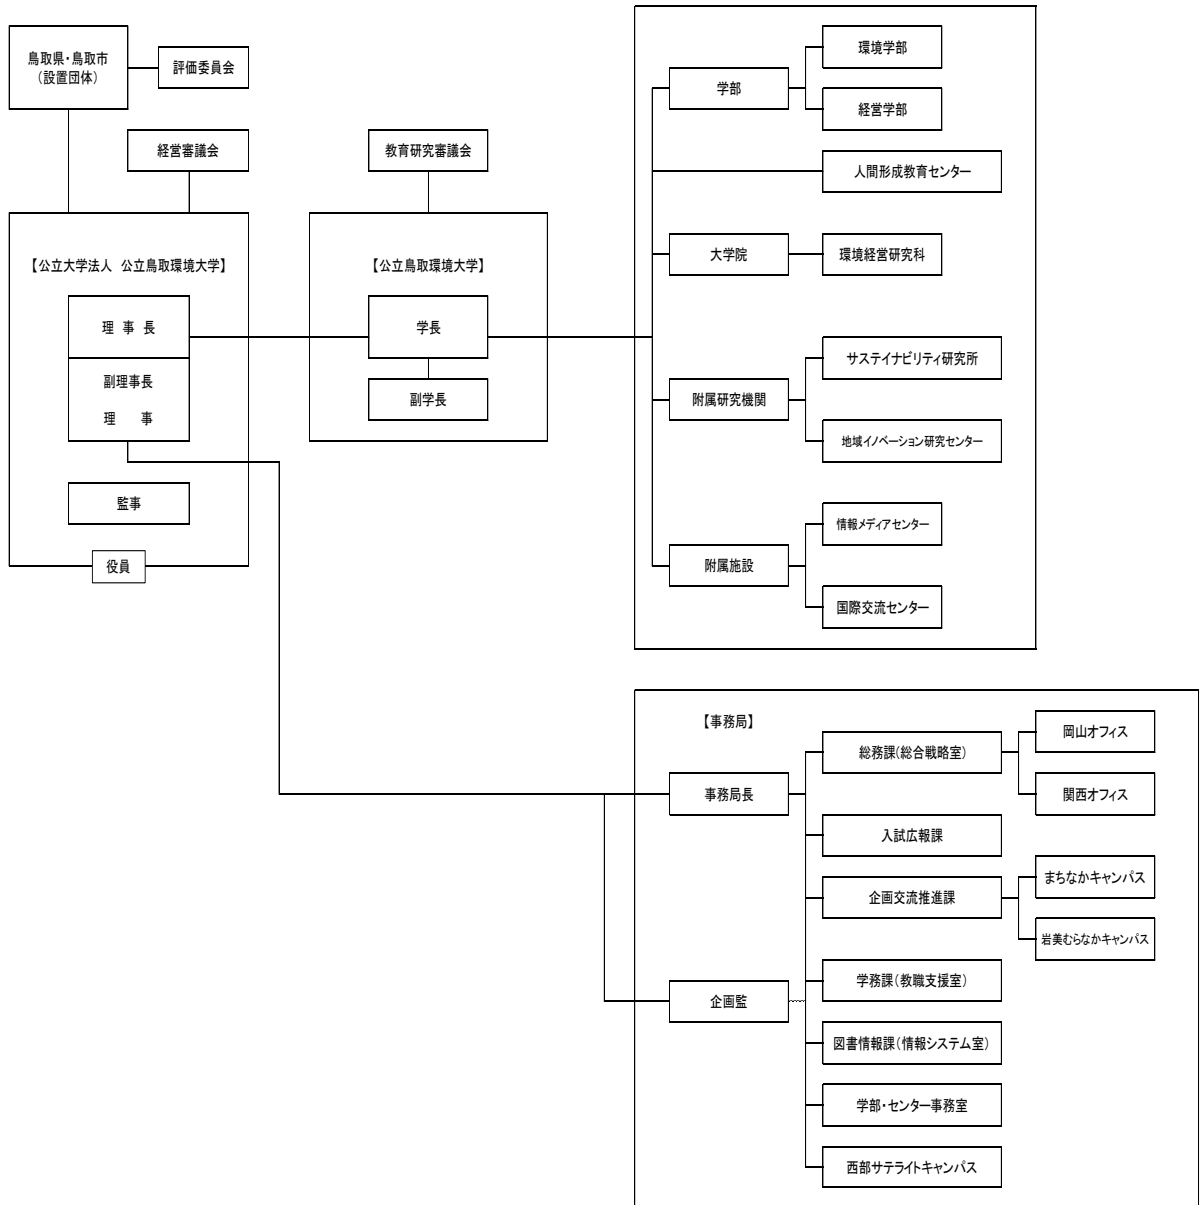 鳥取県・鳥取市
(設置団体)
評価委員会
経営審議会
教育研究審議会
【公立大学法人 公立鳥取環境大学】
理 事 長
副理事長
理 事
監事
役員
【公立鳥取環境大学】
学長
副学長
学部
環境学部
経営学部
人間形成教育センター
大学院
環境経営研究科
附属研究機関
サステイナビリティ研究所
地域イノベーション研究センター
附属施設
情報メディアセンター
国際交流センター
【事務局】
事務局長
企画監
総務課(総合戦略室)
岡山オフィス
関西オフィス
入試広報課
企画交流推進課
まちなかキャンパス
岩美むらなかキャンパス
学務課(教職支援室)
図書情報課(情報システム室)
学部・センター事務室
西部サテライトキャンパス